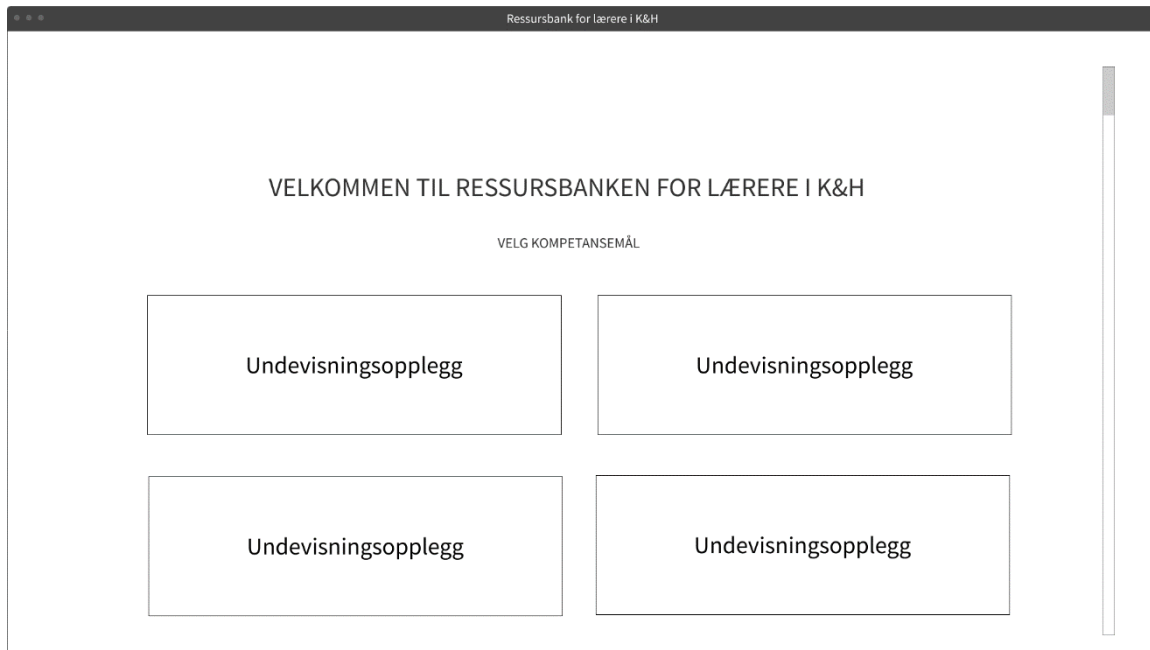 Ressursbank for lærere i K&H
VELKOMMEN TIL RESSURSBANKEN FOR LÆRERE I K&H
VELG KOMPETANSEMÅL
Undevisningsopplegg
Undevisningsopplegg
Undevisningsopplegg
Undevisningsopplegg